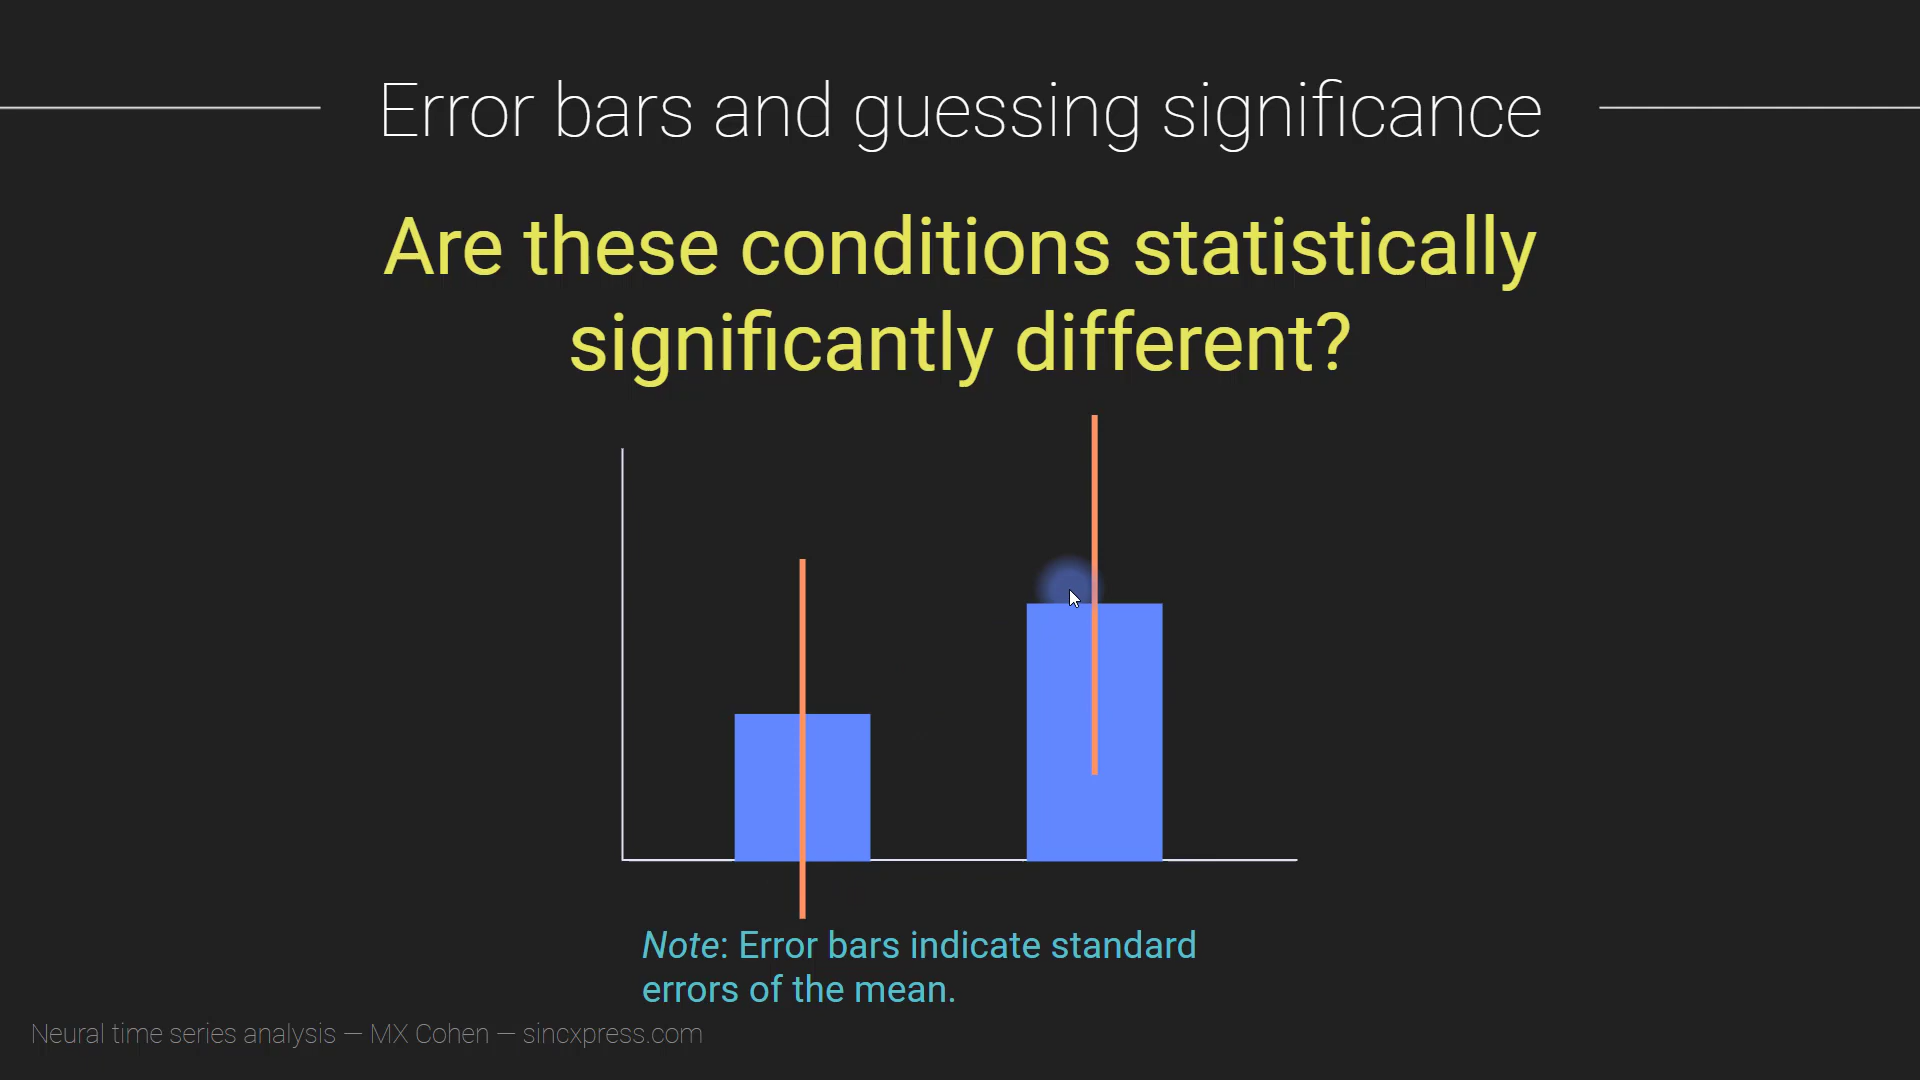 Error bars and guessing significance
Are these conditions statistically
significantly different?
Note: Error bars indicate standard
errors of the mean.
Neural time series analysis — MX Cohen — sincxpress.com